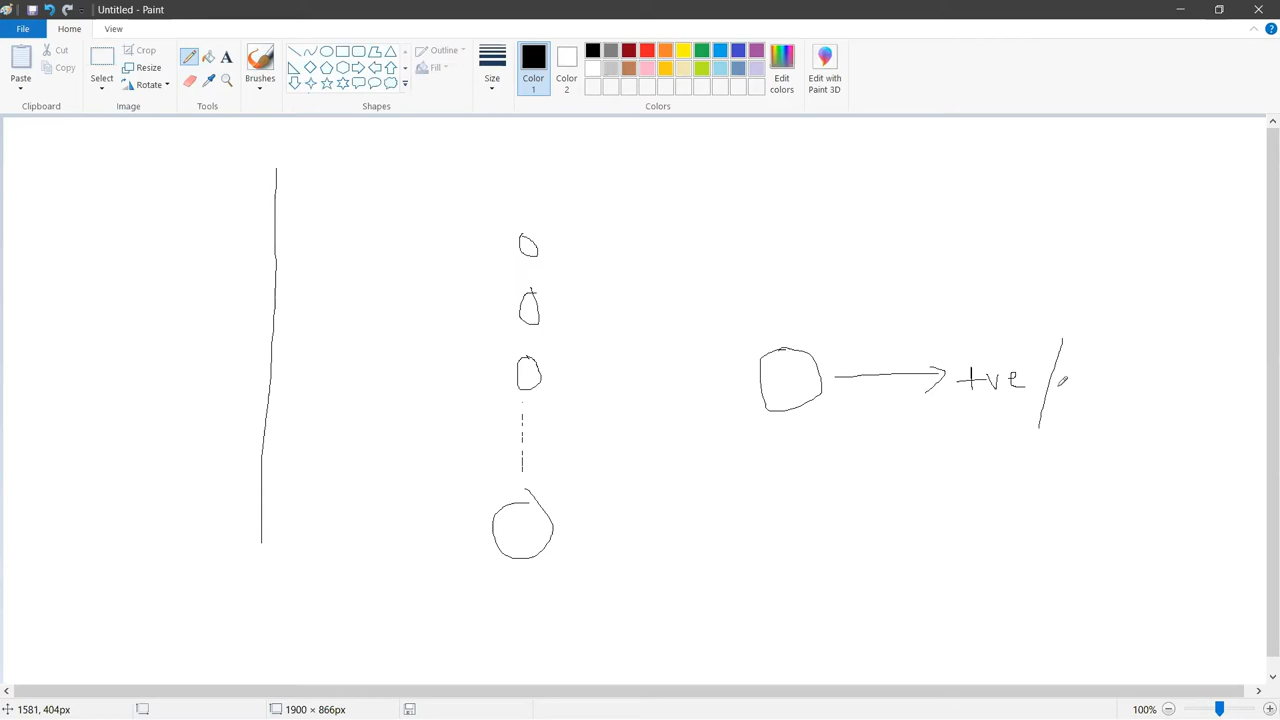 Untitled - Paint
File Home View
Paste
Cut
Copy
Clipboard
Select
Crop
Resize
Rotate
Image
Tools
Brushes
Shapes
Outline
Fill
Size
Color 1
Color 2
Colors
Edit colors
Edit with Paint 3D
+ve /
1581, 404px
1900 × 866px
100%